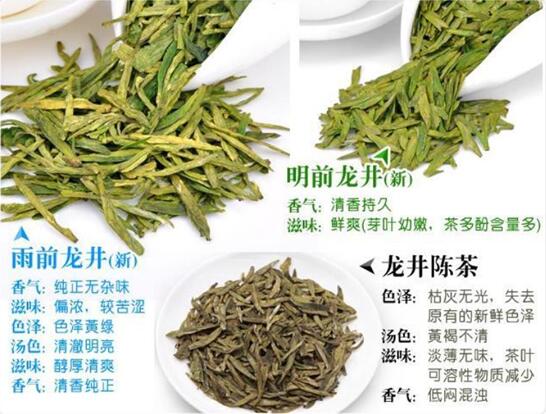 明前龙井(新)
香气: 清香持久
滋味: 鲜爽(芽叶幼嫩，茶多酚含量多)
雨前龙井(新)
香气: 纯正无杂味
滋味: 偏浓，较苦涩
色泽: 色泽黄绿
汤色: 清澈明亮
滋味: 醇厚清爽
香气: 清香纯正
龙井陈茶
色泽: 枯灰无光，失去
原有的新鲜色泽
汤色: 黄褐不清
滋味: 淡薄无味，茶叶
可溶性物质减少
香气: 低闷混浊